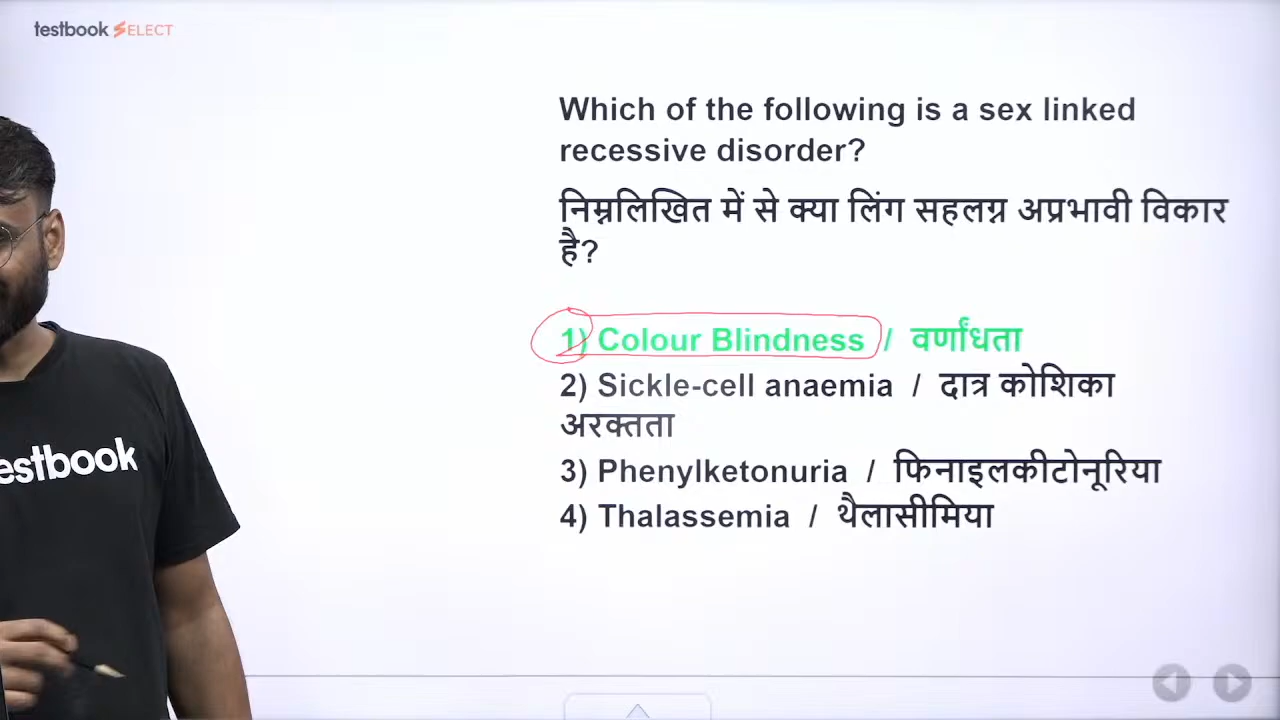 testbook SELECT
Which of the following is a sex linked
recessive disorder?
निम्नलिखित में से क्या लिंग सहलग्न अप्रभावी विकार
है?
1) Colour Blindness / वर्णांधता
2) Sickle-cell anaemia / दात्र कोशिका
अरक्तता
3) Phenylketonuria / फिनाइलकीटोनूरिया
4) Thalassemia / थैलासीमिया
estbook